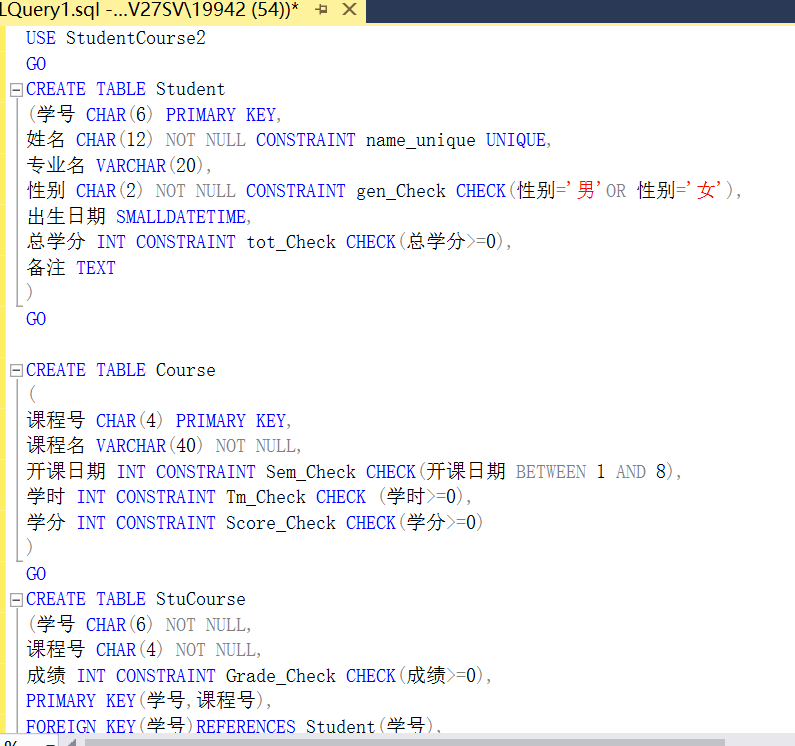 LQuery1.sql -...V27SV\19942 (54))*
USE StudentCourse2
GO
CREATE TABLE Student
(学号 CHAR(6) PRIMARY KEY,
姓名 CHAR(12) NOT NULL CONSTRAINT name_unique UNIQUE,
专业名 VARCHAR(20),
性别 CHAR(2) NOT NULL CONSTRAINT gen_Check CHECK(性别='男'OR 性别='女'),
出生日期 SMALLDATETIME,
总学分 INT CONSTRAINT tot_Check CHECK(总学分>=0),
备注 TEXT
)
GO
CREATE TABLE Course
(
课程号 CHAR(4) PRIMARY KEY,
课程名 VARCHAR(40) NOT NULL,
开课日期 INT CONSTRAINT Sem_Check CHECK(开课日期 BETWEEN 1 AND 8),
学时 INT CONSTRAINT Tm_Check CHECK (学时>=0),
学分 INT CONSTRAINT Score_Check CHECK(学分>=0)
)
GO
CREATE TABLE StuCourse
(学号 CHAR(6) NOT NULL,
课程号 CHAR(4) NOT NULL,
成绩 INT CONSTRAINT Grade_Check CHECK(成绩>=0),
PRIMARY KEY(学号,课程号),
FOREIGN KEY(学号)REFERENCES Student(学号),